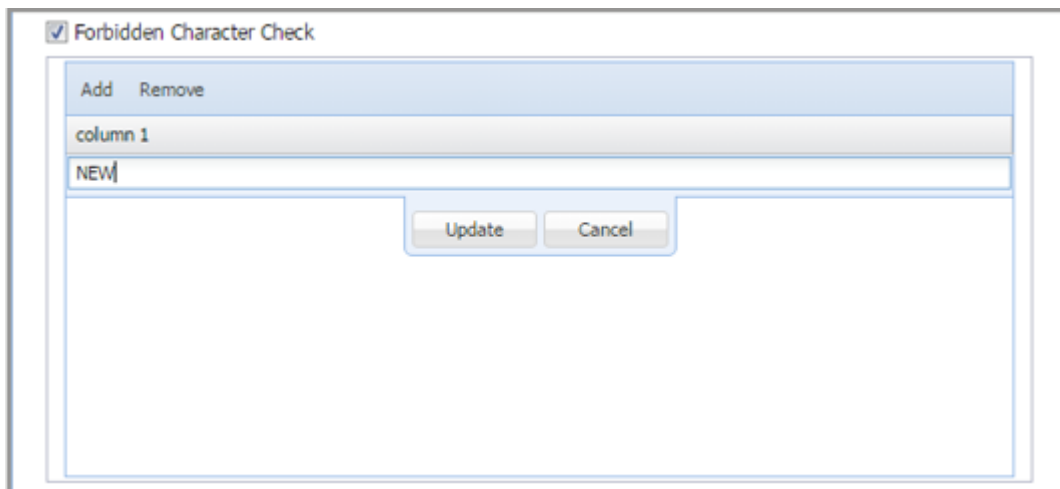 Forbidden Character Check
Add Remove
column 1
NEW
Update Cancel